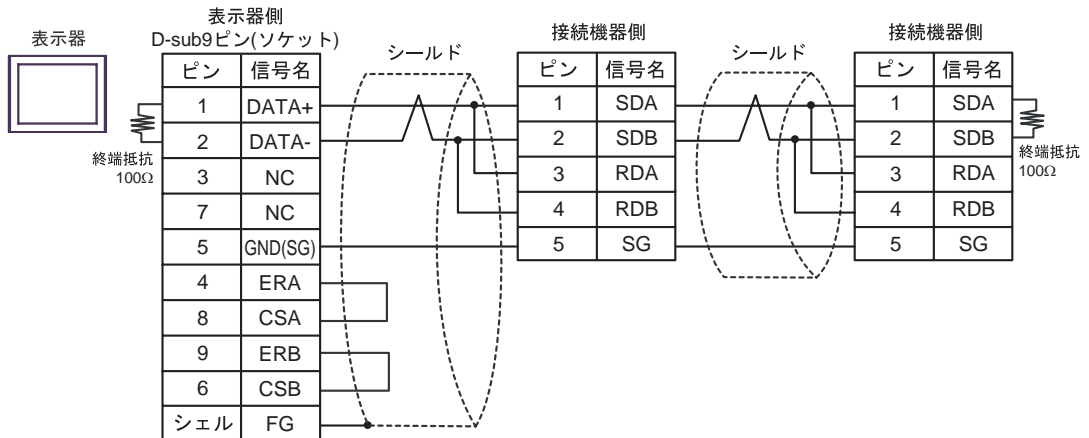 表示器
表示器側
D-sub9ピン(ソケット)
ピン 信号名
1 DATA+
2 DATA-
3 NC
7 NC
5 GND(SG)
4 ERA
8 CSA
9 ERB
6 CSB
シェル FG
終端抵抗
100Ω
シールド
接続機器側
ピン 信号名
1 SDA
2 SDB
3 RDA
4 RDB
5 SG
シールド
接続機器側
ピン 信号名
1 SDA
2 SDB
3 RDA
4 RDB
5 SG
終端抵抗
100Ω